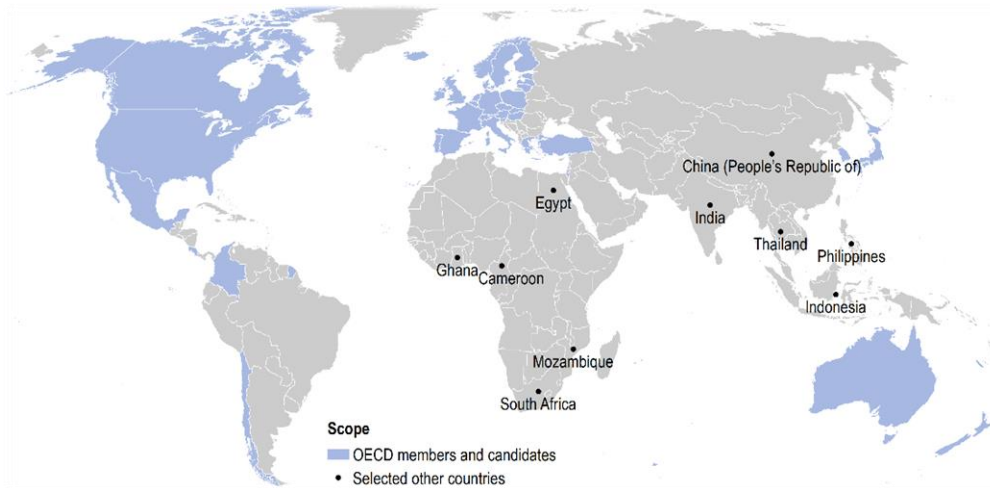 China (People's Republic of)
Egypt
India
Thailand
Philippines
Ghana
Cameroon
Indonesia
Mozambique
South Africa
Scope
OECD members and candidates
Selected other countries